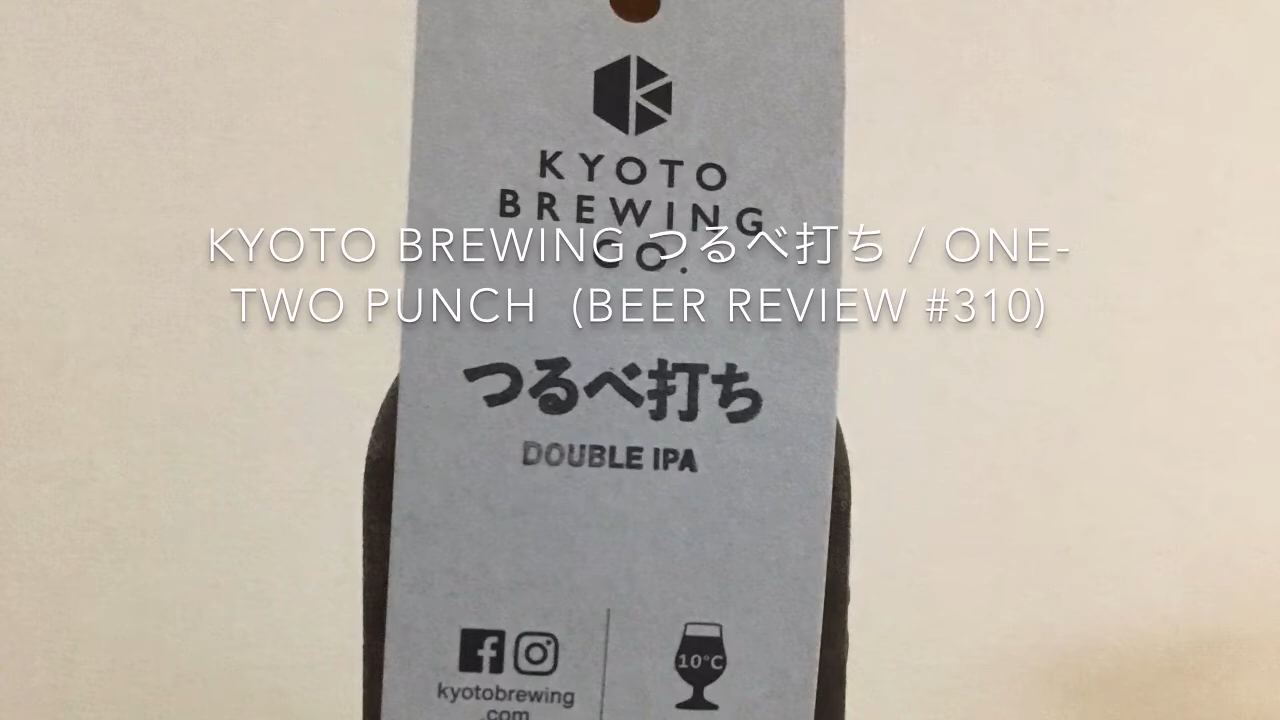 KYOTO
BREWING
CO.
KYOTO BREWING つるべ打ち / ONE-
TWO PUNCH (BEER REVIEW #310)
つるべ打ち
DOUBLE IPA
kyotobrewing
.com
10°C